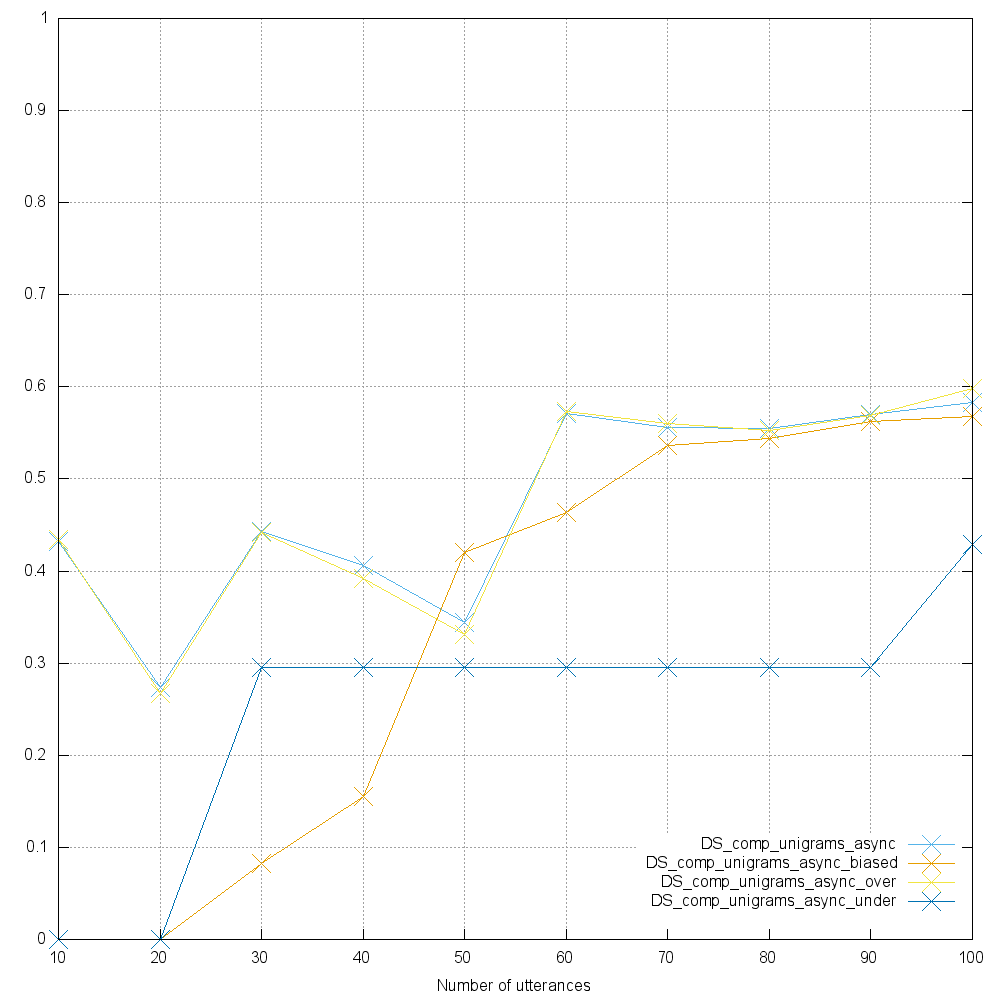 1
0.9
0.8
0.7
0.6
0.5
0.4
0.3
0.2
0.1
0
DS_comp_unigrams_async
DS_comp_unigrams_async_biased
DS_comp_unigrams_async_over
DS_comp_unigrams_async_under
10 20 30 40 50 60 70 80 90 100
Number of utterances